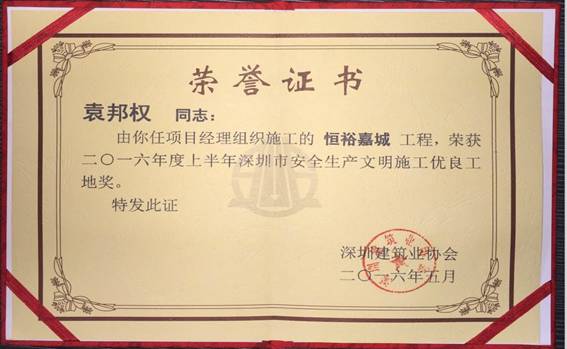 荣誉证书
袁邦权 同志：
由你任项目经理组织施工的 恒裕嘉城 工程，荣获
二〇一六年度上半年深圳市安全生产文明施工优良工
地奖。
特发此证
深圳建筑业协会
二〇一六年五月